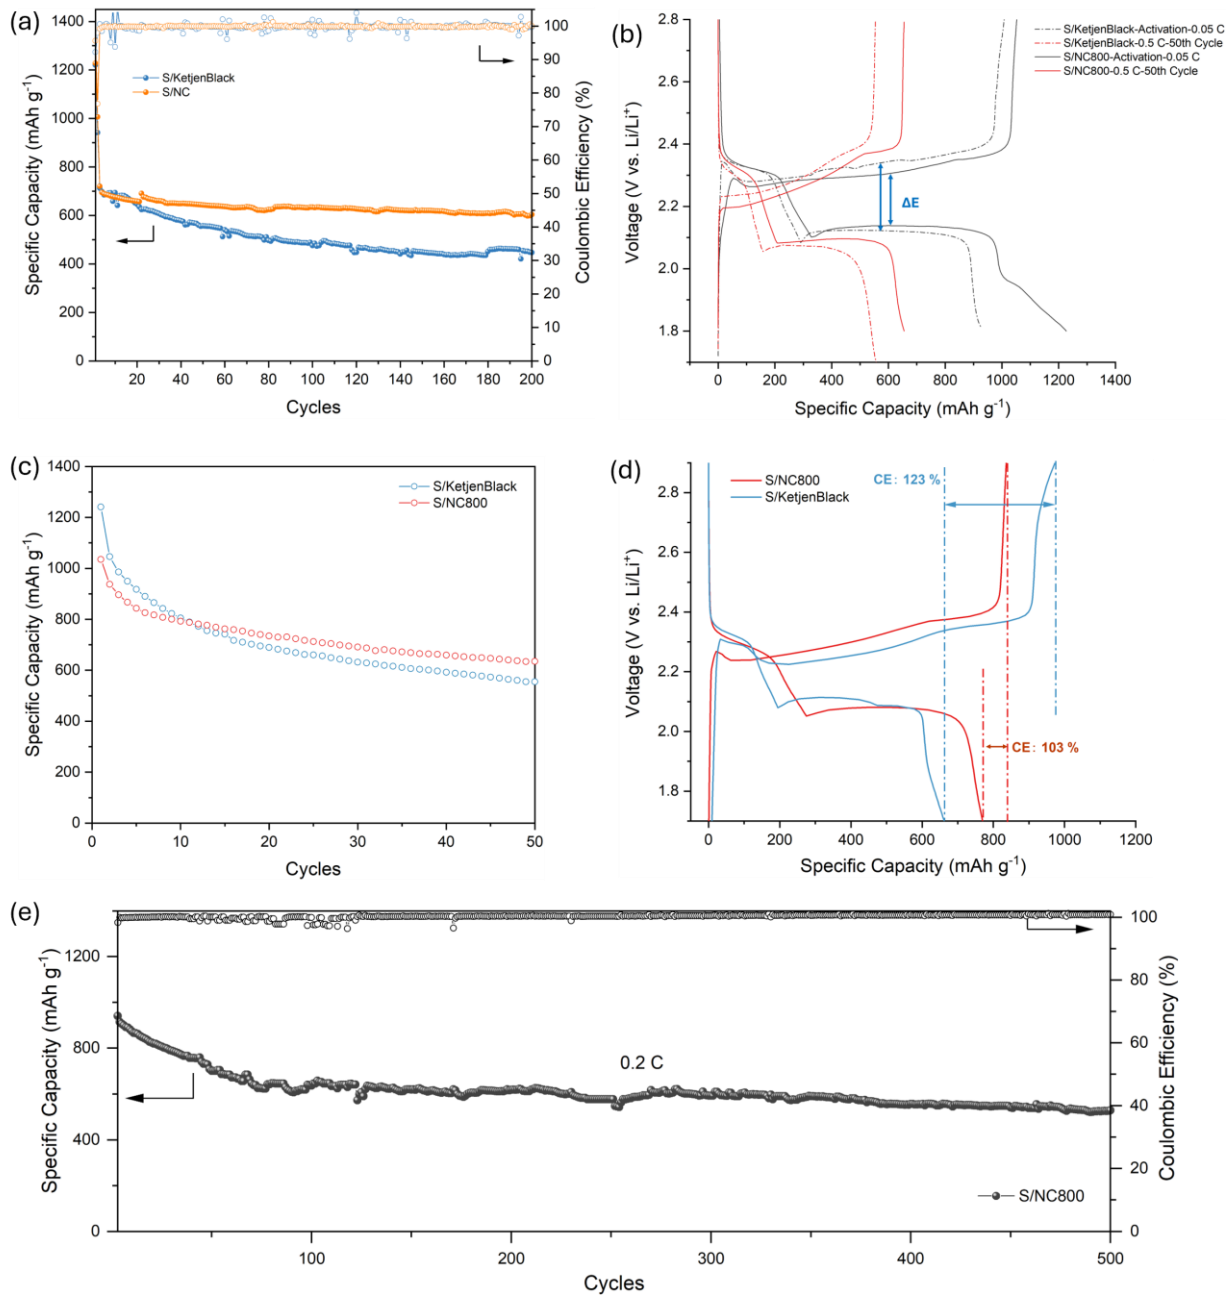 (a)
1400
1200
1000
800
600
400
200
0
Specific Capacity (mAh g⁻¹)
S/KetjenBlack
S/NC
100
90
80
70
60
50
40
30
20
10
0
Coulombic Efficiency (%)
20 40 60 80 100 120 140 160 180 200
Cycles
(b)
2.8
2.6
2.4
2.2
2.0
1.8
Voltage (V vs. Li/Li⁺)
S/KetjenBlack-Activation-0.05 C
S/KetjenBlack-0.5 C-50th Cycle
S/NC800-Activation-0.05 C
S/NC800-0.5 C-50th Cycle
ΔE
0 200 400 600 800 1000 1200 1400
Specific Capacity (mAh g⁻¹)
(c)
1400
1200
1000
800
600
400
200
0
Specific Capacity (mAh g⁻¹)
S/KetjenBlack
S/NC800
0 10 20 30 40 50
Cycles
(d)
2.8
2.6
2.4
2.2
2.0
1.8
Voltage (V vs. Li/Li⁺)
S/NC800
S/KetjenBlack
CE: 123 %
CE: 103 %
0 200 400 600 800 1000 1200
Specific Capacity (mAh g⁻¹)
(e)
1200
800
400
0
Specific Capacity (mAh g⁻¹)
0.2 C
S/NC800
100
80
60
40
20
0
Coulombic Efficiency (%)
100 200 300 400 500
Cycles